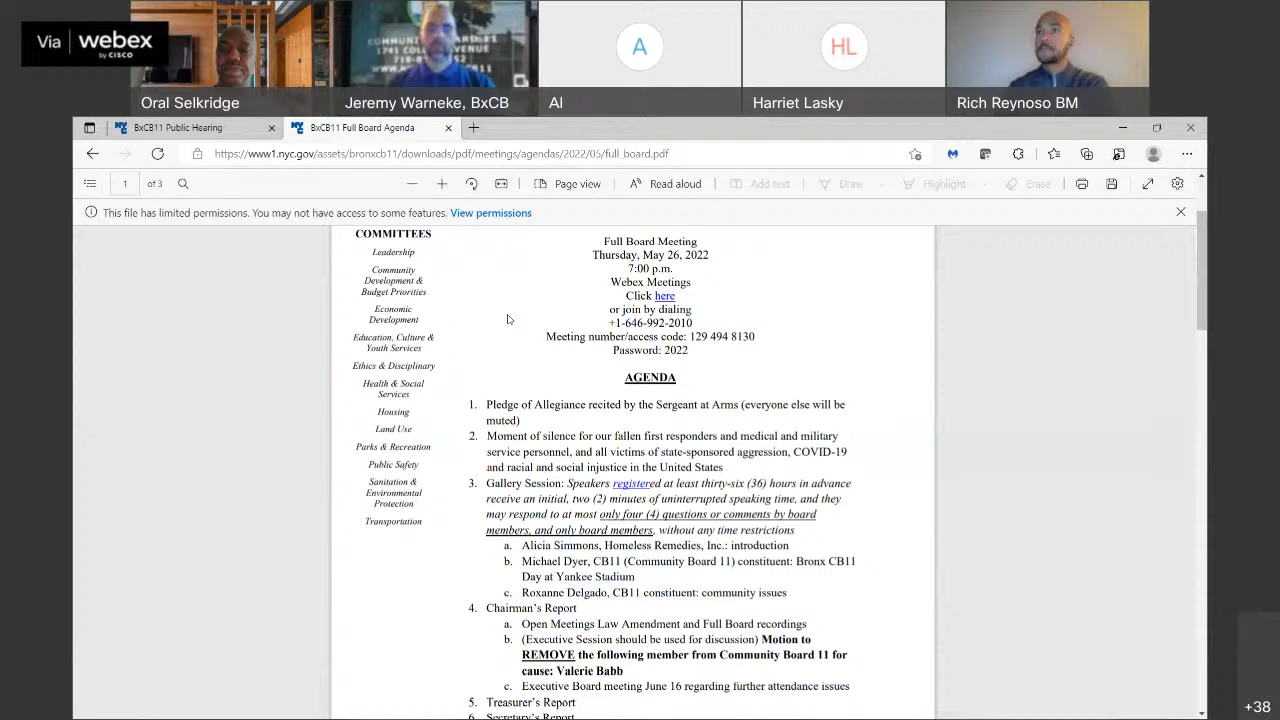 Via webex
by CISCO
COMMUNITY BOARD #1
1741 COL AVENUE
718-8
A
HL
Oral Selkridge
Jeremy Warneke, BxCB
AI
Harriet Lasky
Rich Reynoso BM
BxCB11 Public Hearing
BxCB11 Full Board Agenda
https://www1.nyc.gov/assets/bronxcb11/downloads/pdf/meetings/agendas/2022/05/full_board.pdf
1 of 3
Page view
Read aloud
Add text
Draw
Highlight
Erase
This file has limited permissions. You may not have access to some features. View permissions
COMMITTEES
Leadership
Community
Development &
Budget Priorities
Economic
Development
Education, Culture &
Youth Services
Ethics & Disciplinary
Health & Social
Services
Housing
Land Use
Parks & Recreation
Public Safety
Sanitation &
Environmental
Protection
Transportation
Full Board Meeting
Thursday, May 26, 2022
7:00 p.m.
Webex Meetings
Click here
or join by dialing
+1-646-992-2010
Meeting number/access code: 129 494 8130
Password: 2022
AGENDA
1. Pledge of Allegiance recited by the Sergeant at Arms (everyone else will be
muted)
2. Moment of silence for our fallen first responders and medical and military
service personnel, and all victims of state-sponsored aggression, COVID-19
and racial and social injustice in the United States
3. Gallery Session: Speakers registered at least thirty-six (36) hours in advance
receive an initial, two (2) minutes of uninterrupted speaking time, and they
may respond to at most only four (4) questions or comments by board
members, and only board members, without any time restrictions
a. Alicia Simmons, Homeless Remedies, Inc.: introduction
b. Michael Dyer, CB11 (Community Board 11) constituent: Bronx CB11
Day at Yankee Stadium
c. Roxanne Delgado, CB11 constituent: community issues
4. Chairman's Report
a. Open Meetings Law Amendment and Full Board recordings
b. (Executive Session should be used for discussion) Motion to
REMOVE the following member from Community Board 11 for
cause: Valerie Babb
c. Executive Board meeting June 16 regarding further attendance issues
5. Treasurer's Report
6. Secretary's Report
+38